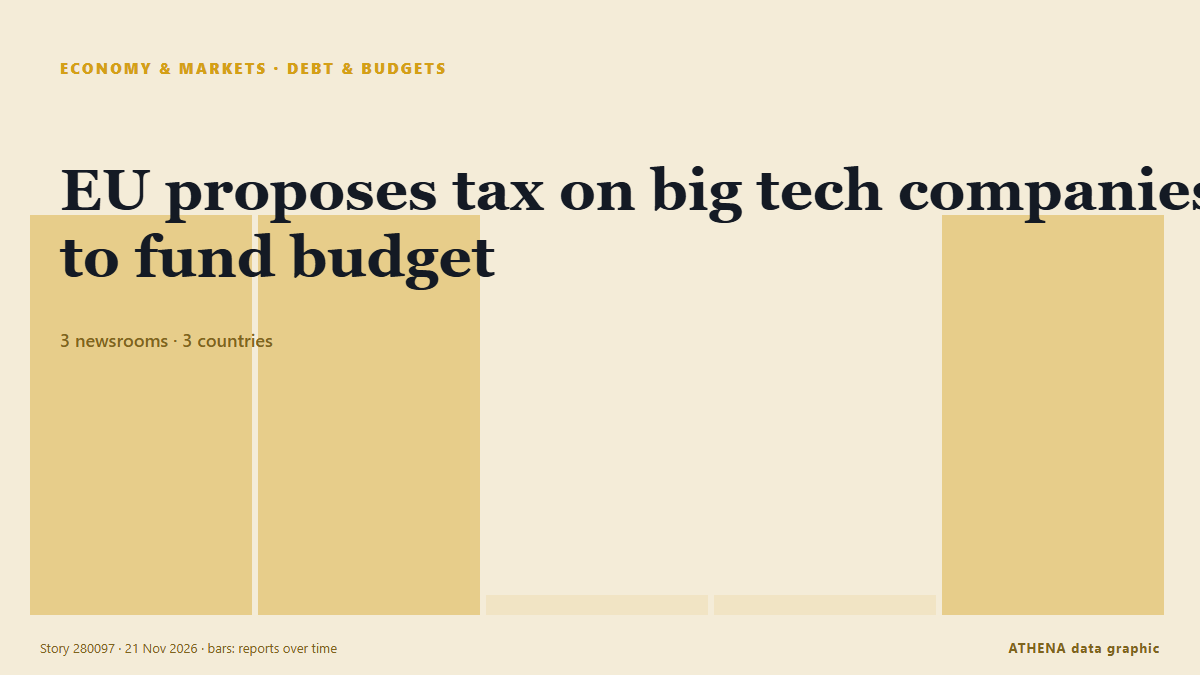 ECONOMY & MARKETS · DEBT & BUDGETS
EU proposes tax on big tech companies
to fund budget
3 newsrooms · 3 countries
Story 280097 · 21 Nov 2026 · bars: reports over time
ATHENA data graphic